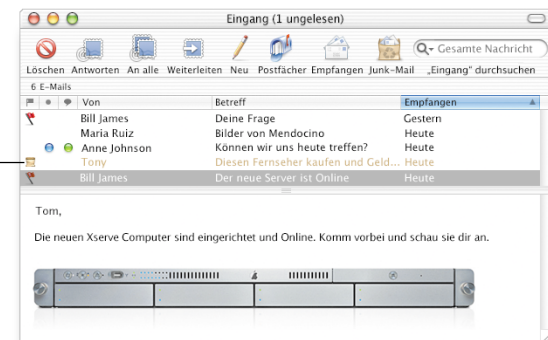 Eingang (1 ungelesen)
Gesamte Nachricht
Löschen Antworten An alle Weiterleiten Neu Postfächer Empfangen Junk-Mail „Eingang“ durchsuchen
6 E-Mails
Von Betreff Empfangen
Bill James Deine Frage Gestern
Maria Ruiz Bilder von Mendocino Heute
Anne Johnson Können wir uns heute treffen? Heute
Tony Diesen Fernseher kaufen und Geld... Heute
Bill James Der neue Server ist Online Heute
Tom,
Die neuen Xserve Computer sind eingerichtet und Online. Komm vorbei und schau sie dir an.